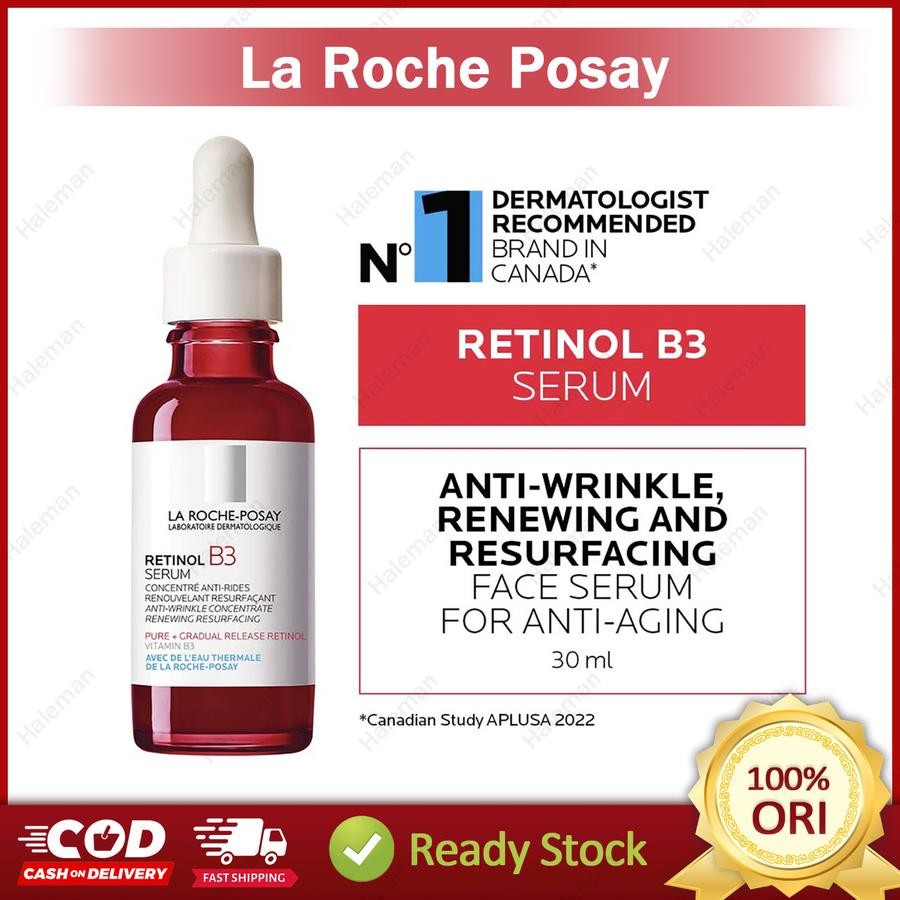 La Roche Posay
N°1
DERMATOLOGIST
RECOMMENDED
BRAND IN
CANADA*
RETINOL B3
SERUM
ANTI-WRINKLE,
RENEWING AND
RESURFACING
FACE SERUM
FOR ANTI-AGING
30 ml
*Canadian Study APLUSA 2022
LA ROCHE-POSAY
LABORATOIRE DERMATOLOGIQUE
RETINOL B3
SERUM
CONCENTRÉ ANTI-RIDES
RENOUVELANT RESURFAÇANT
ANTI-WRINKLE CONCENTRATE
RENEWING RESURFACING
PURE + GRADUAL RELEASE RETINOL
VITAMIN B3
AVEC DE L'EAU THERMALE
DE LA ROCHE-POSAY
COD
CASH ON DELIVERY
FAST SHIPPING
Ready Stock
100%
ORI
Haleman